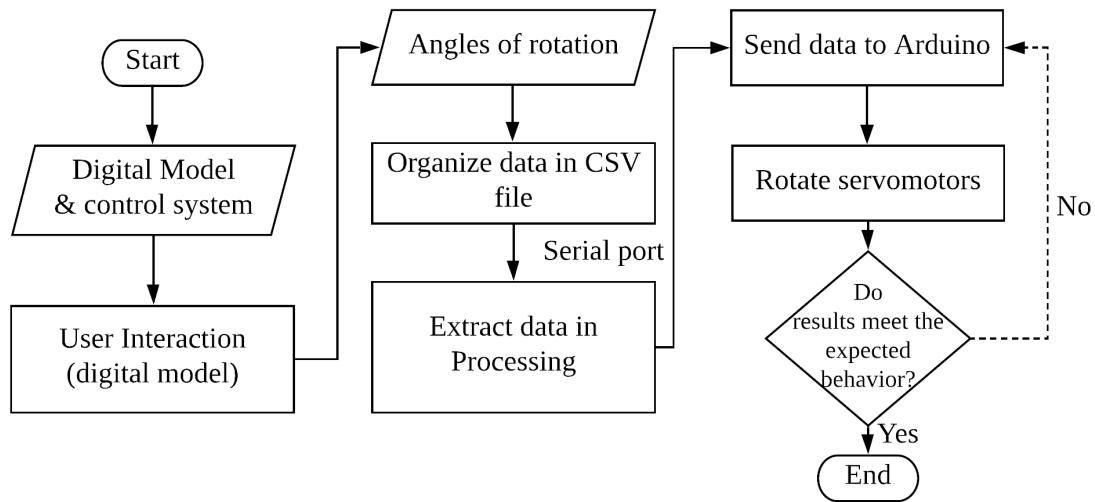 Start
Digital Model
& control system
User Interaction
(digital model)
Angles of rotation
Organize data in CSV
file
Serial port
Extract data in
Processing
Send data to Arduino
Rotate servomotors
No
Do
results meet the
expected
behavior?
Yes
End